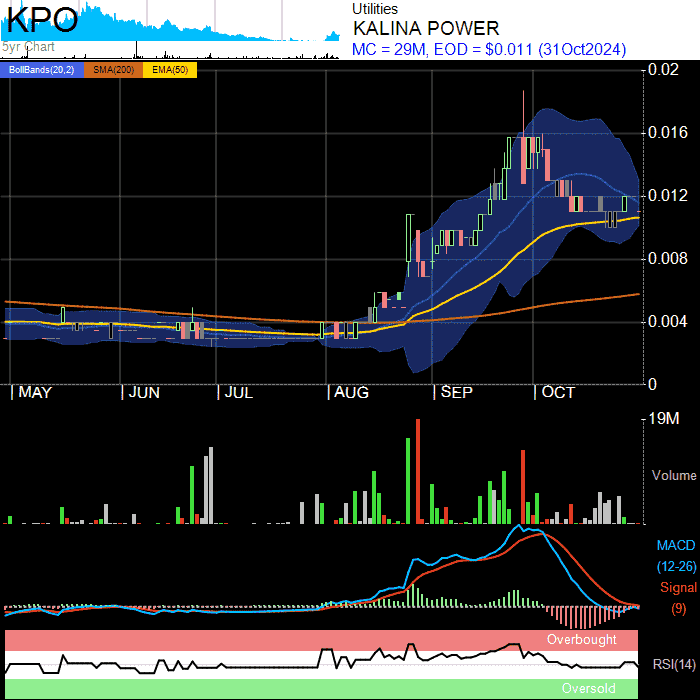 KPO
5yr Chart
Utilities
KALINA POWER
MC = 29M, EOD = $0.011 (31Oct2024)
BollBands(20,2) SMA(200) EMA(50)
0.02
0.016
0.012
0.008
0.004
0
MAY JUN JUL AUG SEP OCT
19M
Volume
MACD
(12-26)
Signal
(9)
Overbought
RSI(14)
Oversold